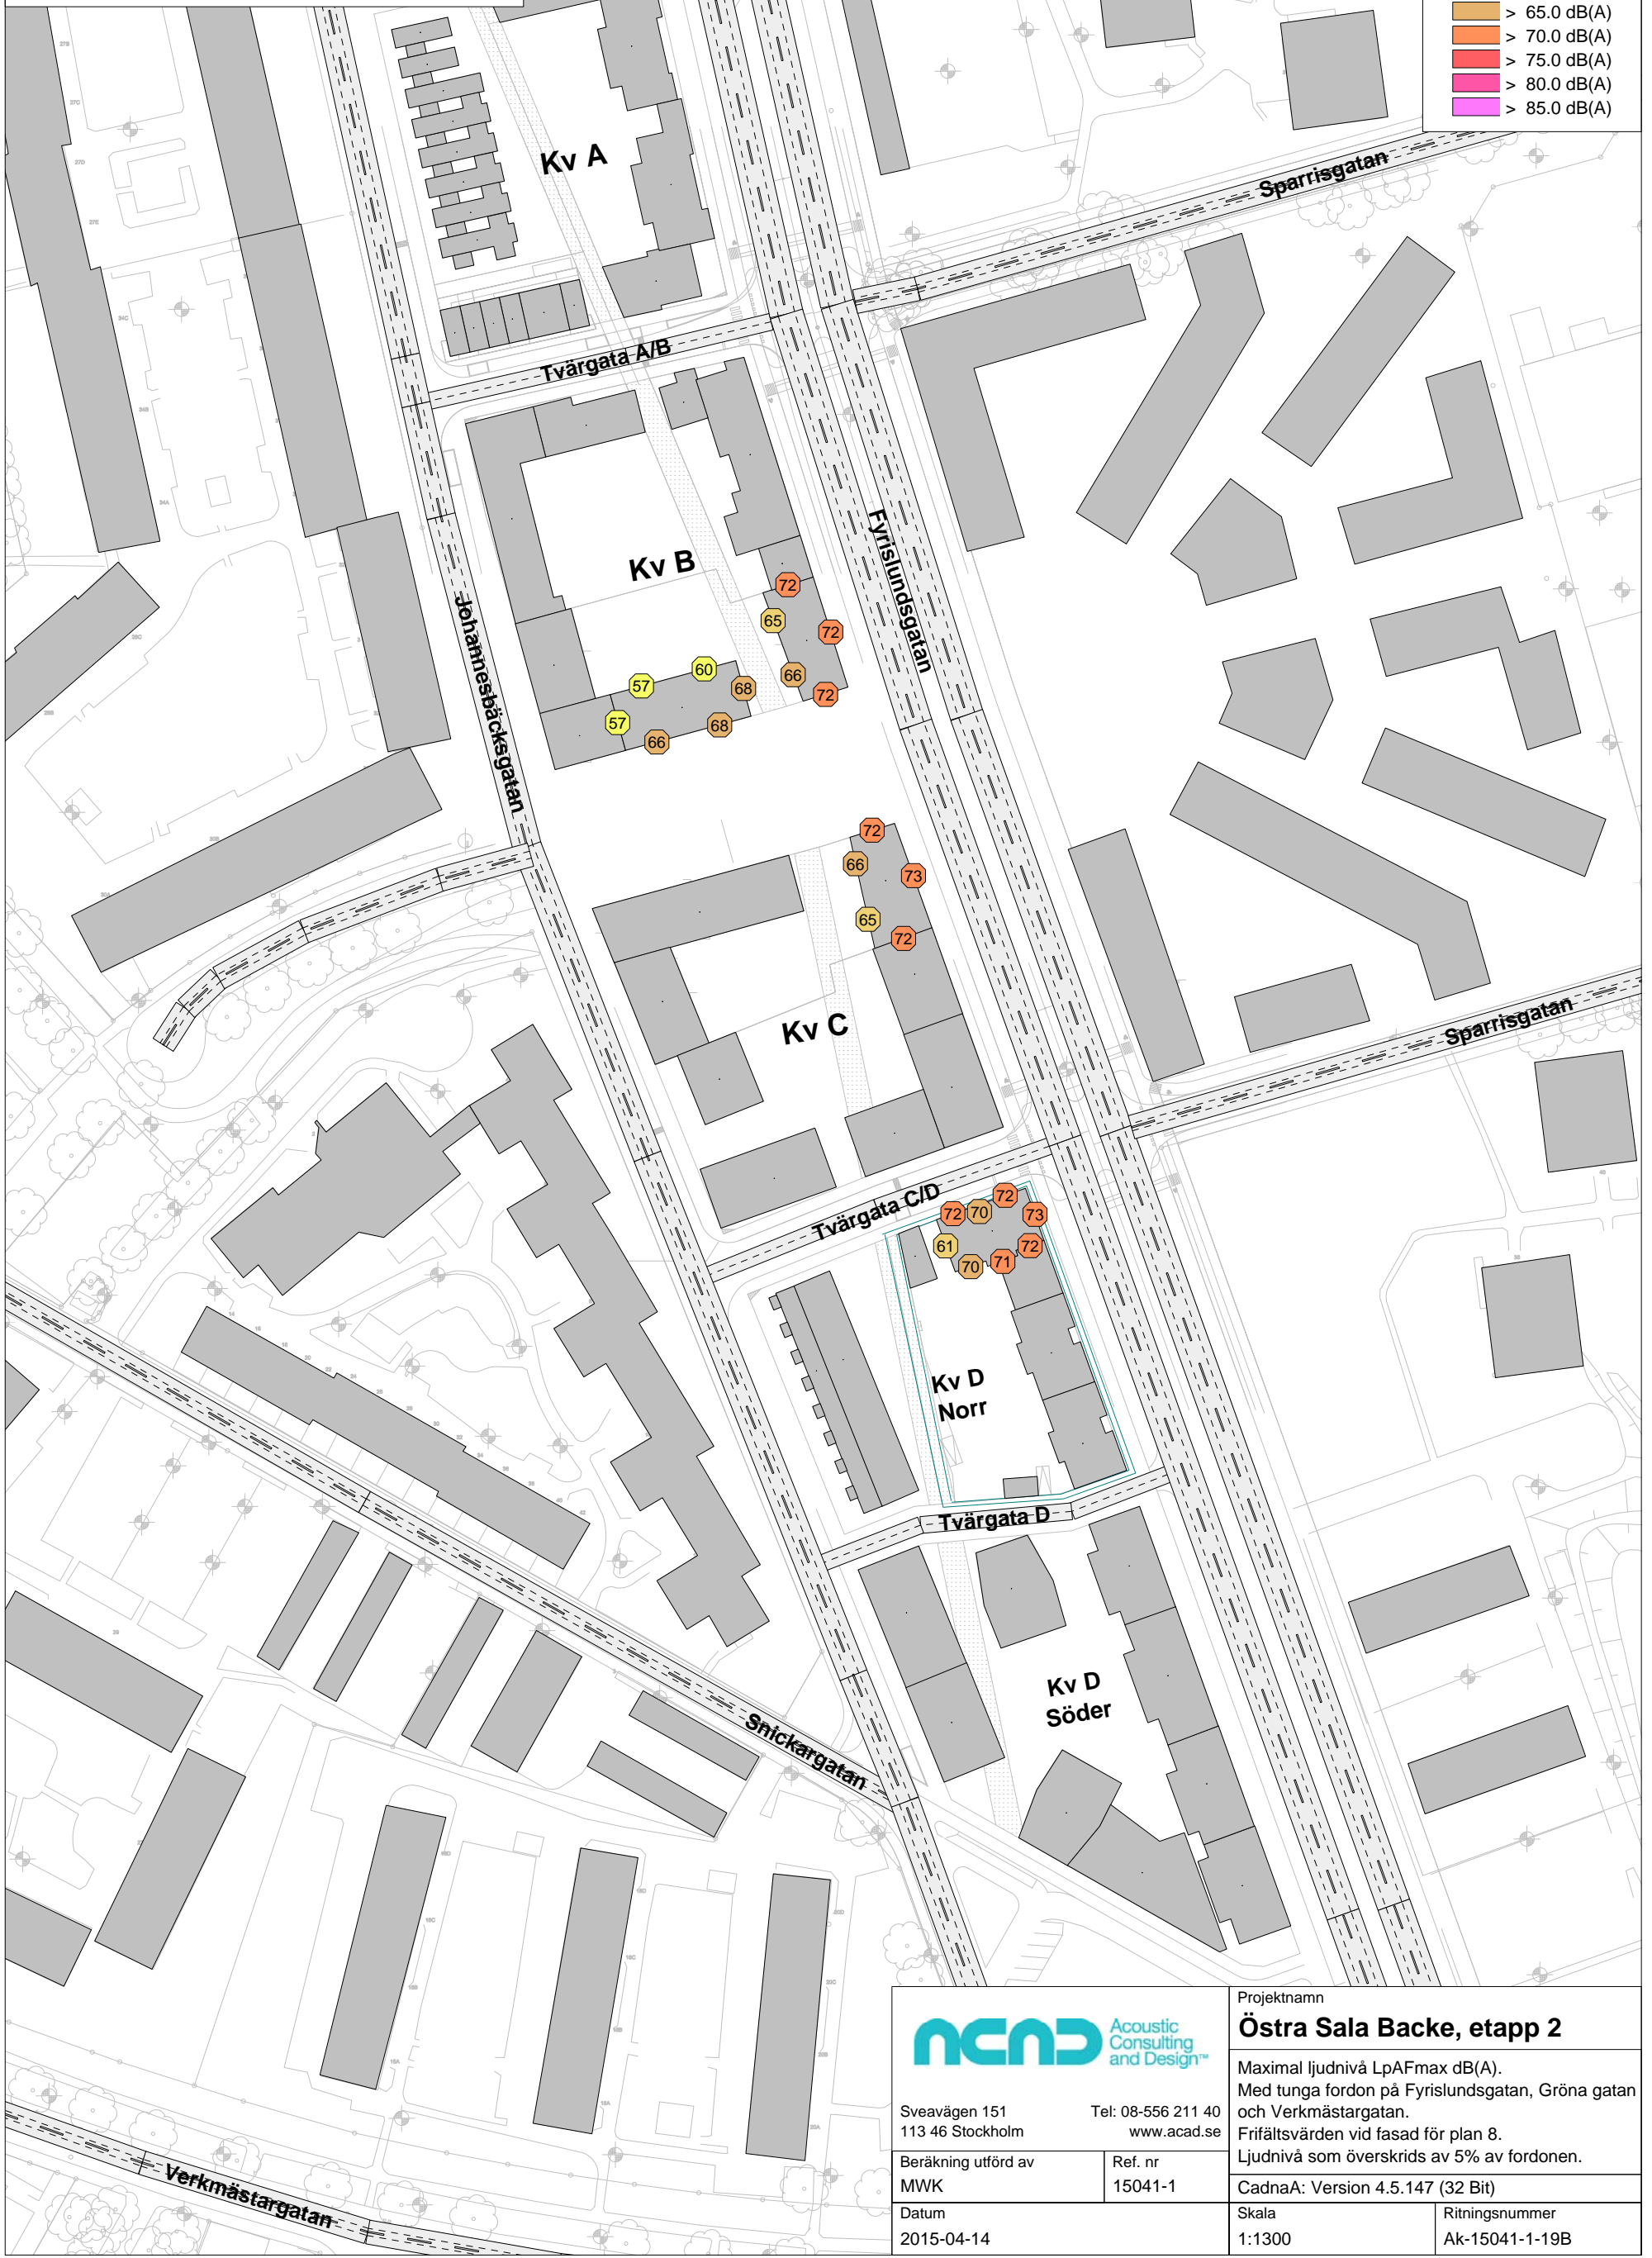 > 65.0 dB(A)
> 70.0 dB(A)
> 75.0 dB(A)
> 80.0 dB(A)
> 85.0 dB(A)
Kv A
Sparrisgatan
Tvärgata A/B
Fyrislundsgatan
Kv B
Johannesbäcksgatan
72
65
72
60
66
57
68
72
57
68
66
72
66
73
65
72
Kv C
Sparrisgatan
Tvärgata C/D
72
70
72
73
61
72
71
70
Kv D
Norr
Tvärgata D
Kv D
Söder
Snickargatan
Verkmästargatan
ACAD
Acoustic
Consulting
and Design™
Sveavägen 151
113 46 Stockholm
Tel: 08-556 211 40
www.acad.se
Beräkning utförd av
MWK
Ref. nr
15041-1
Datum
2015-04-14
Projektnamn
Östra Sala Backe, etapp 2
Maximal ljudnivå LpAFmax dB(A).
Med tunga fordon på Fyrislundsgatan, Gröna gatan
och Verkmästargatan.
Frifältsvärden vid fasad för plan 8.
Ljudnivå som överskrids av 5% av fordonen.
CadnaA: Version 4.5.147 (32 Bit)
Skala
1:1300
Ritningsnummer
Ak-15041-1-19B